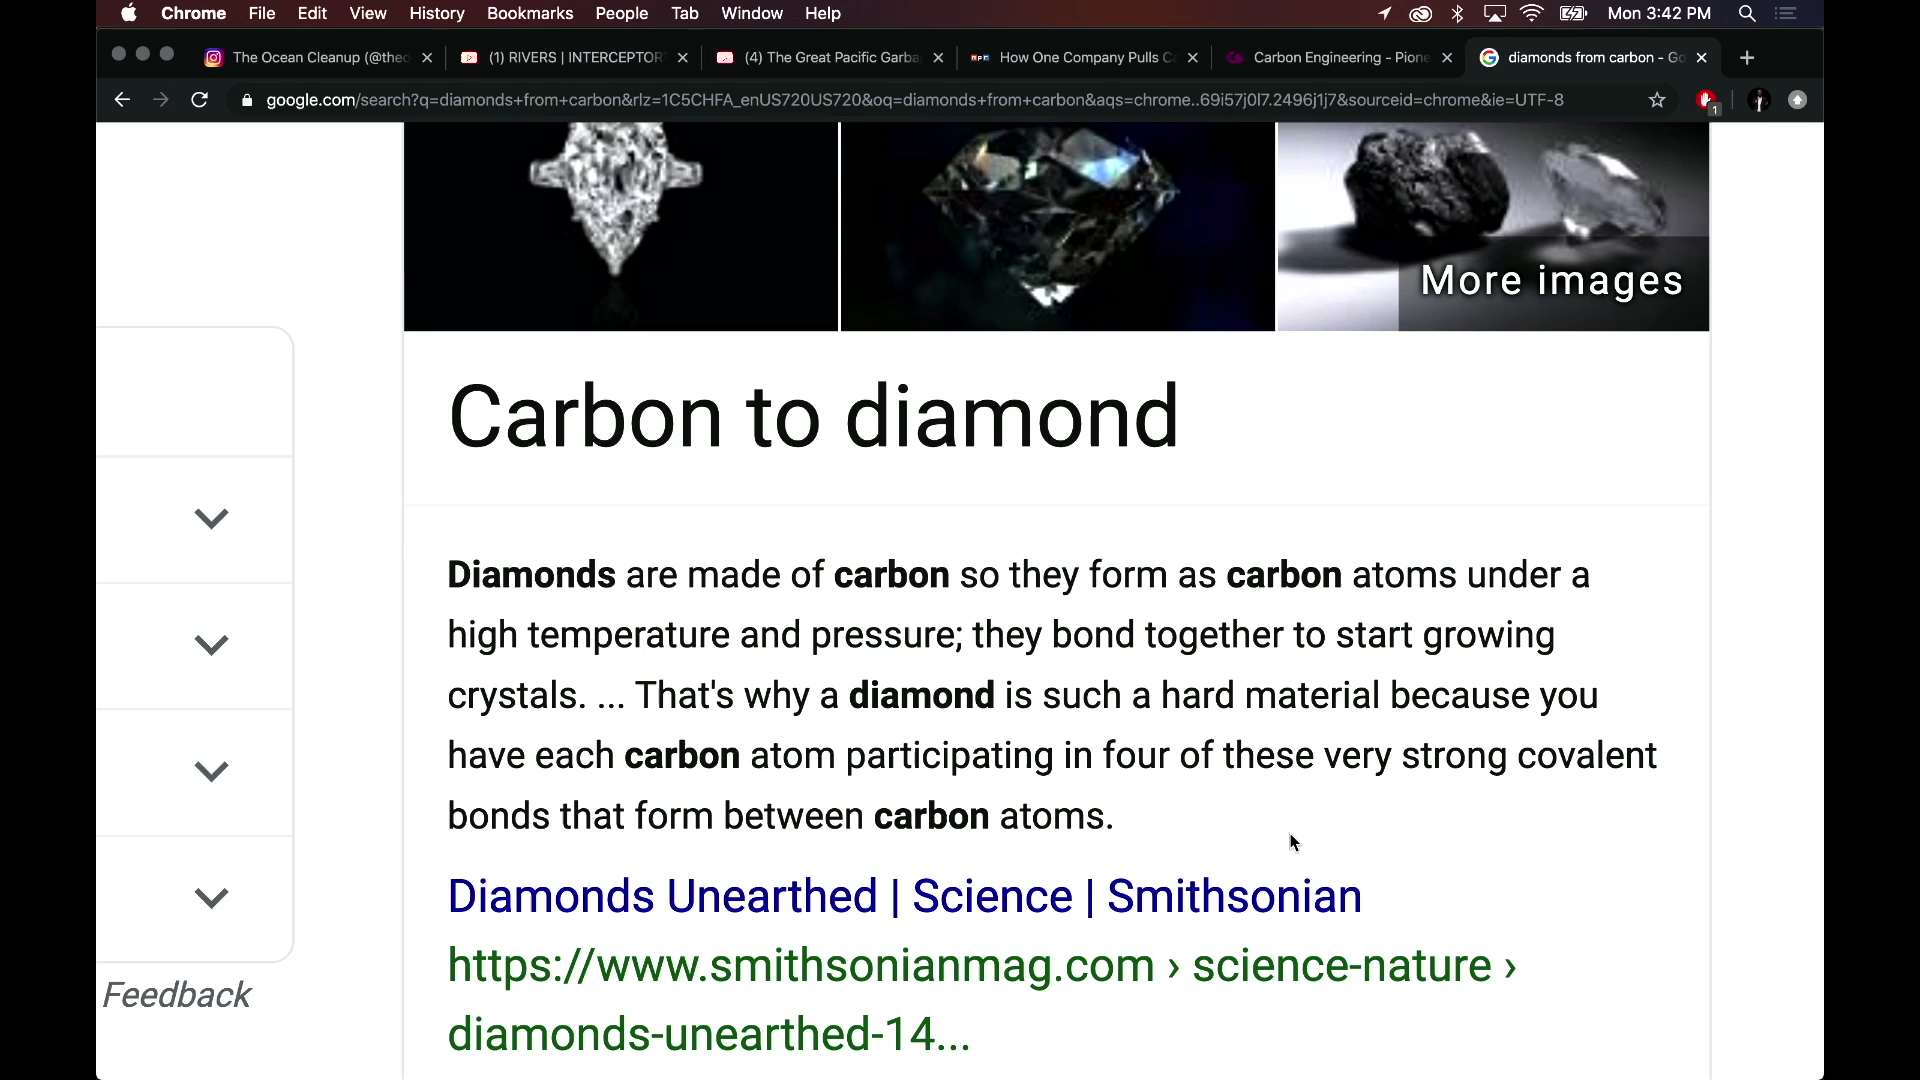 Chrome File Edit View History Bookmarks People Tab Window Help Mon 3:42 PM
The Ocean Cleanup (@theo (1) RIVERS | INTERCEPTOR (4) The Great Pacific Garba How One Company Pulls C Carbon Engineering - Pione diamonds from carbon - Go
google.com/search?q=diamonds+from+carbon&rlz=1C5CHFA_enUS720US720&oq=diamonds+from+carbon&aqs=chrome..69i57j0l7.2496j1j7&sourceid=chrome&ie=UTF-8 1
More images
Carbon to diamond
Diamonds are made of carbon so they form as carbon atoms under a
high temperature and pressure; they bond together to start growing
crystals. ... That's why a diamond is such a hard material because you
have each carbon atom participating in four of these very strong covalent
bonds that form between carbon atoms.
Diamonds Unearthed | Science | Smithsonian
https://www.smithsonianmag.com › science-nature ›
diamonds-unearthed-14...
Feedback